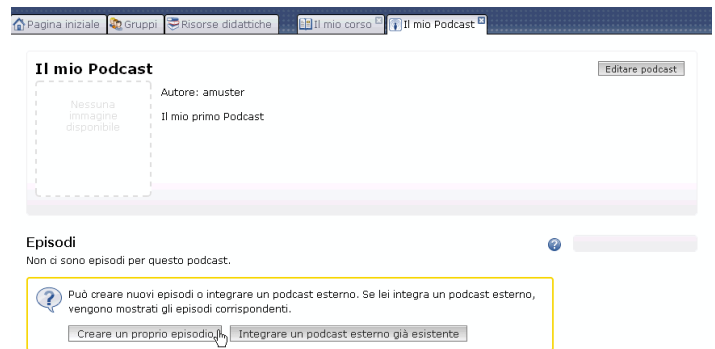 Pagina iniziale Gruppi Risorse didattiche Il mio corso Il mio Podcast
Il mio Podcast
Editare podcast
Nessuna
immagine
disponibile
Autore: amuster
Il mio primo Podcast
Episodi
Non ci sono episodi per questo podcast.
Può creare nuovi episodi o integrare un podcast esterno. Se lei integra un podcast esterno,
vengono mostrati gli episodi corrispondenti.
Creare un proprio episodio Integrare un podcast esterno già esistente